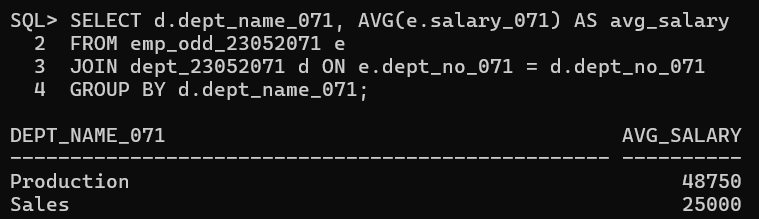 SQL> SELECT d.dept_name_071, AVG(e.salary_071) AS avg_salary
  2  FROM emp_odd_23052071 e
  3  JOIN dept_23052071 d ON e.dept_no_071 = d.dept_no_071
  4  GROUP BY d.dept_name_071;

DEPT_NAME_071                                      AVG_SALARY
-------------------------------------------------- ----------
Production                                              48750
Sales                                                   25000